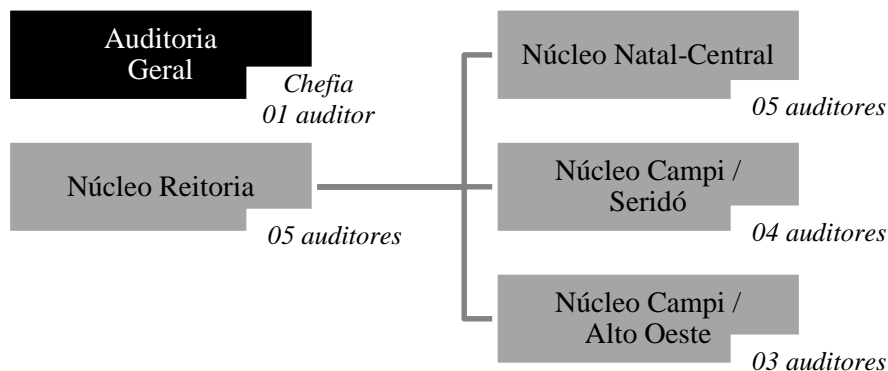 Auditoria
Geral
Chefia
01 auditor
Núcleo Reitoria
05 auditores
Núcleo Natal-Central
05 auditores
Núcleo Campi /
Seridó
04 auditores
Núcleo Campi /
Alto Oeste
03 auditores